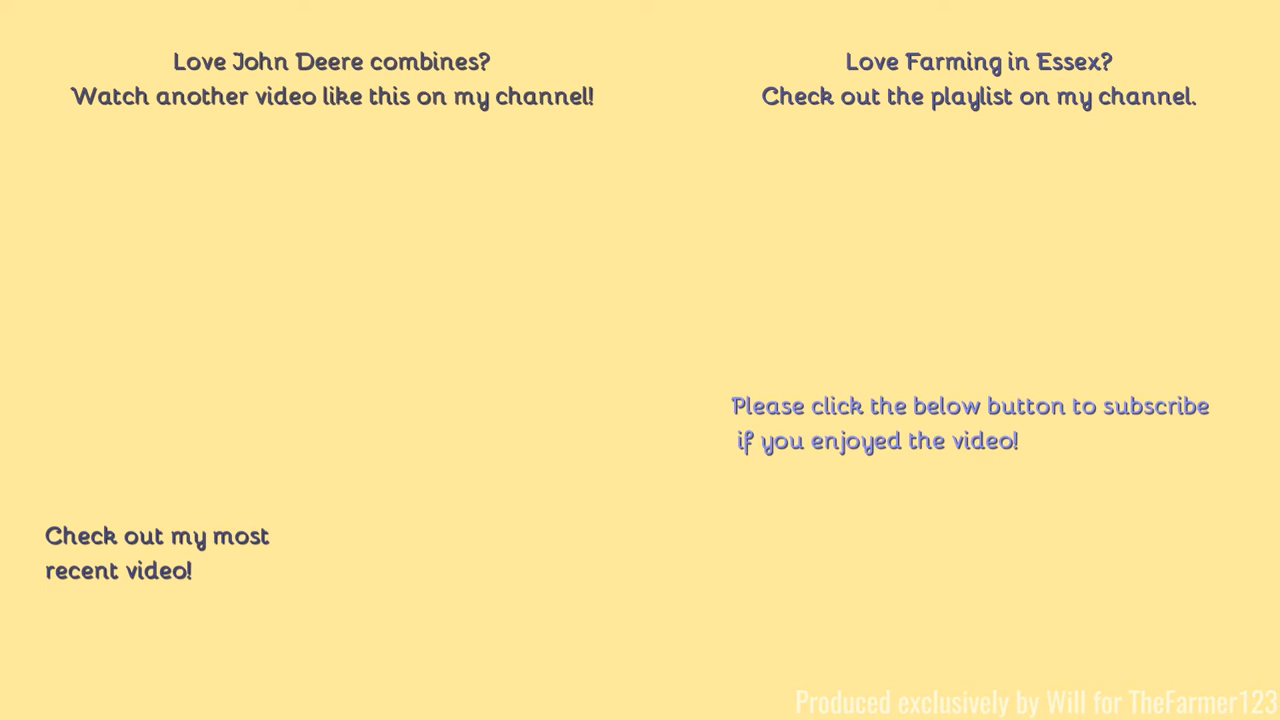 Love John Deere combines?
Watch another video like this on my channel!
Love Farming in Essex?
Check out the playlist on my channel.
Please click the below button to subscribe
if you enjoyed the video!
Check out my most
recent video!
Produced exclusively by Will for TheFarmer123